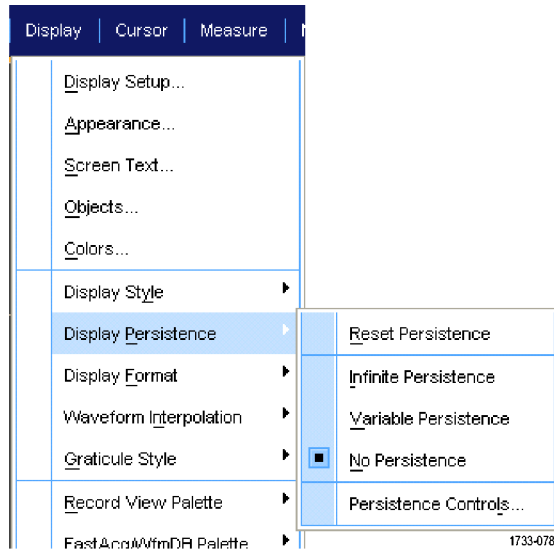 Display Cursor Measure
Display Setup...
Appearance...
Screen Text...
Objects...
Colors...
Display Style
Display Persistence
Display Format
Waveform Interpolation
Graticule Style
Record View Palette
FastAcq/WfmDB Palette
Reset Persistence
Infinite Persistence
Variable Persistence
No Persistence
Persistence Controls...
1733-078